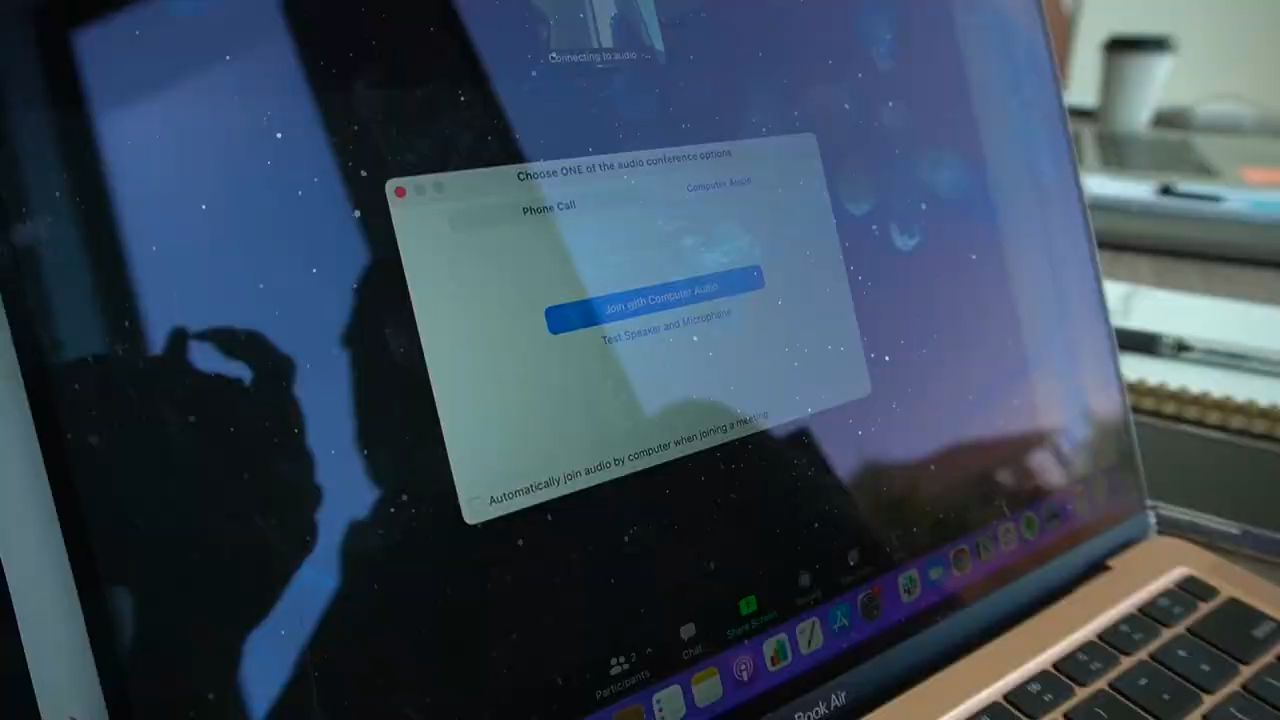 Connecting to audio ...
Choose ONE of the audio conference options
Phone Call
Computer Audio
Join with Computer Audio
Test Speaker and Microphone
Automatically join audio by computer when joining a meeting
Participants
2
Chat
Share Screen
Book Air